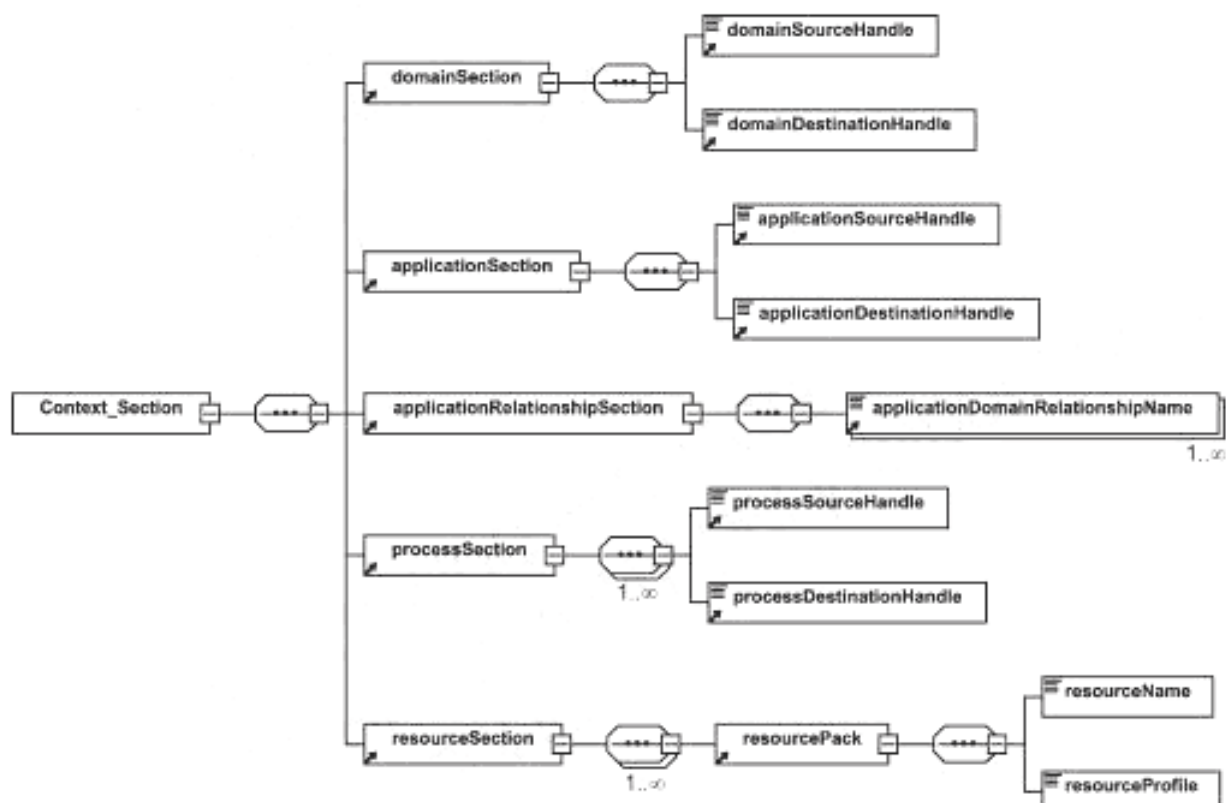 domainSourceHandle
domainSection
domainDestinationHandle
applicationSourceHandle
applicationSection
applicationDestinationHandle
Context_Section
applicationRelationshipSection
applicationDomainRelationshipName
1..∞
processSourceHandle
processSection
1..∞
processDestinationHandle
resourceName
resourceSection
resourcePack
1..∞
resourceProfile